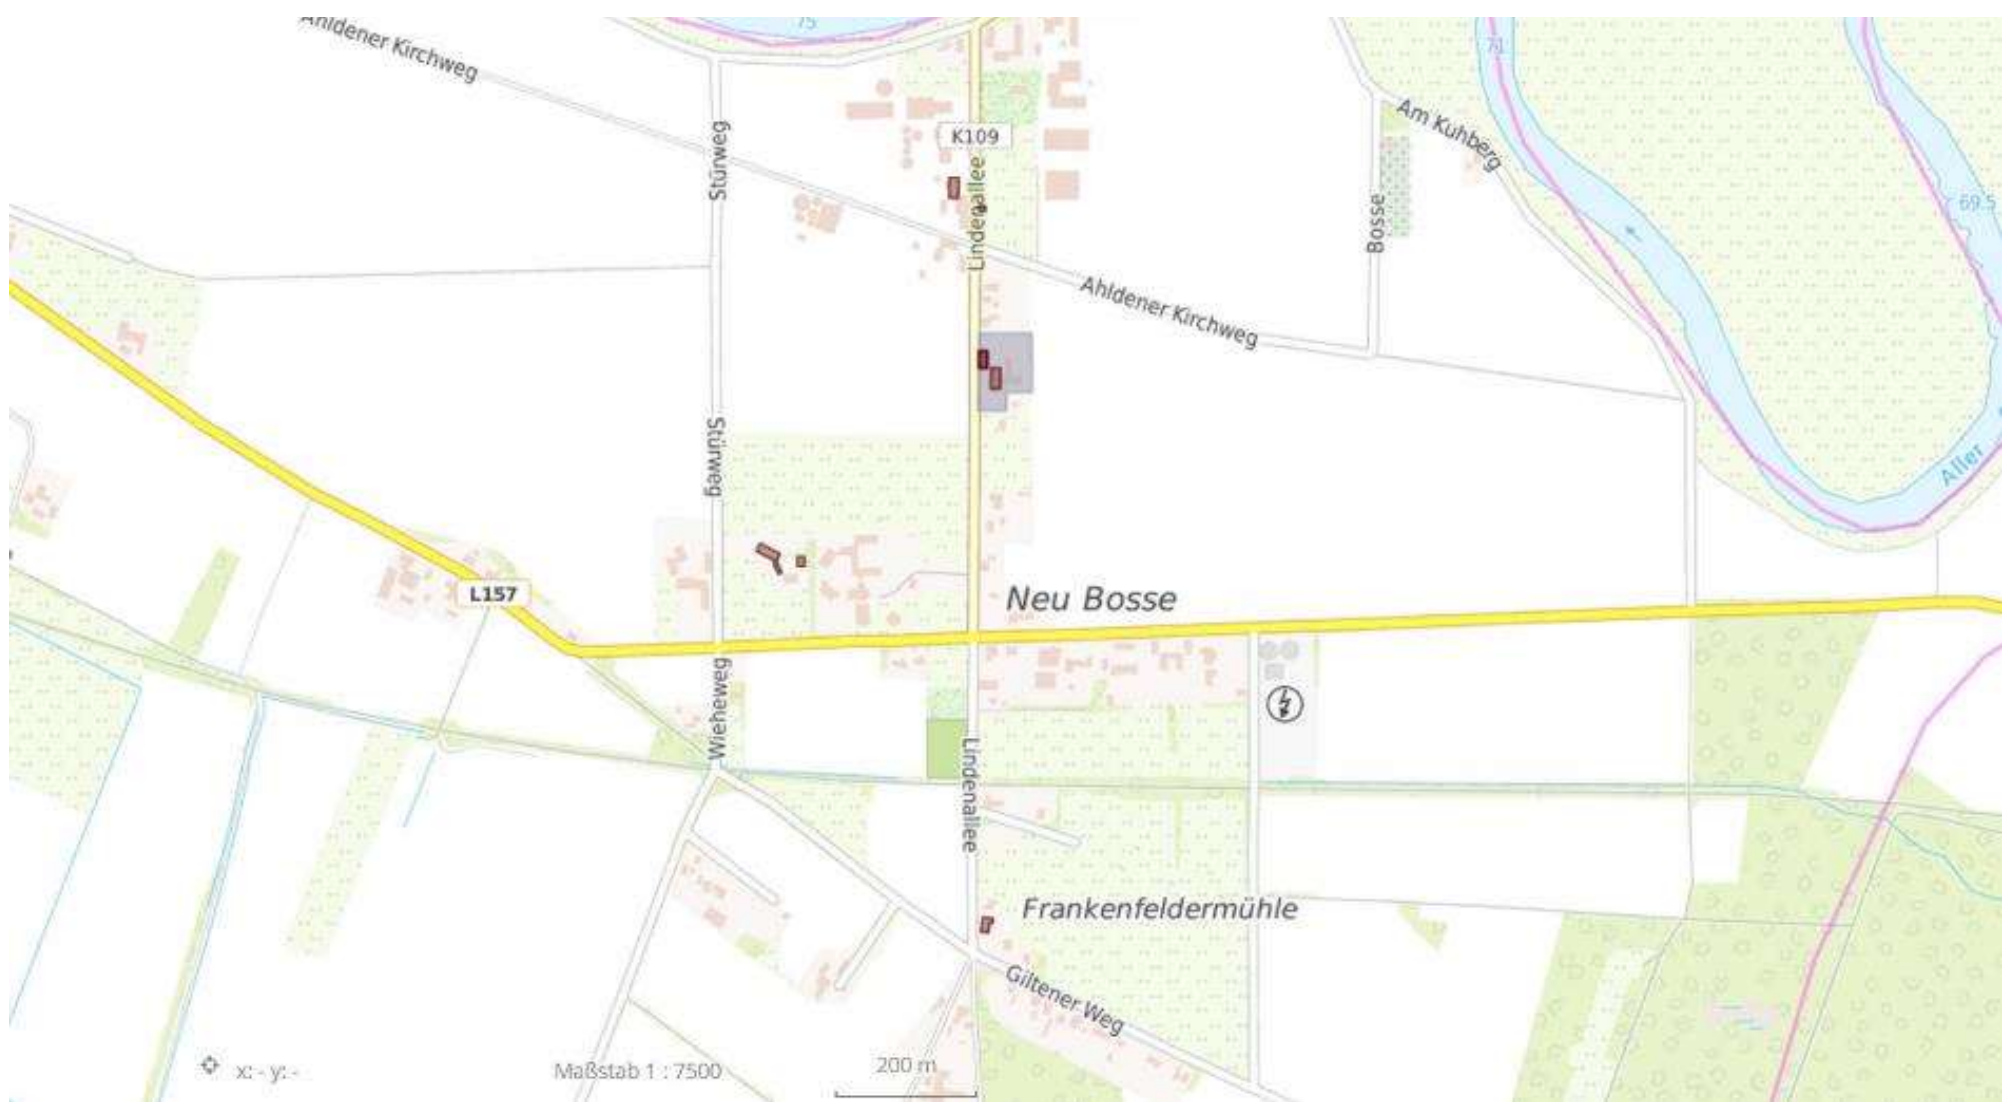 75
Ahldener Kirchweg
71
K109
Am Kuhberg
Stürweg
Lindenallee
Bosse
69.5
Ahldener Kirchweg
Stürweg
Aller
L157
Neu Bosse
Wieheweg
Lindenallee
Frankenfeldermühle
Giltener Weg
x: - y: -
Maßstab 1 : 7500
200 m